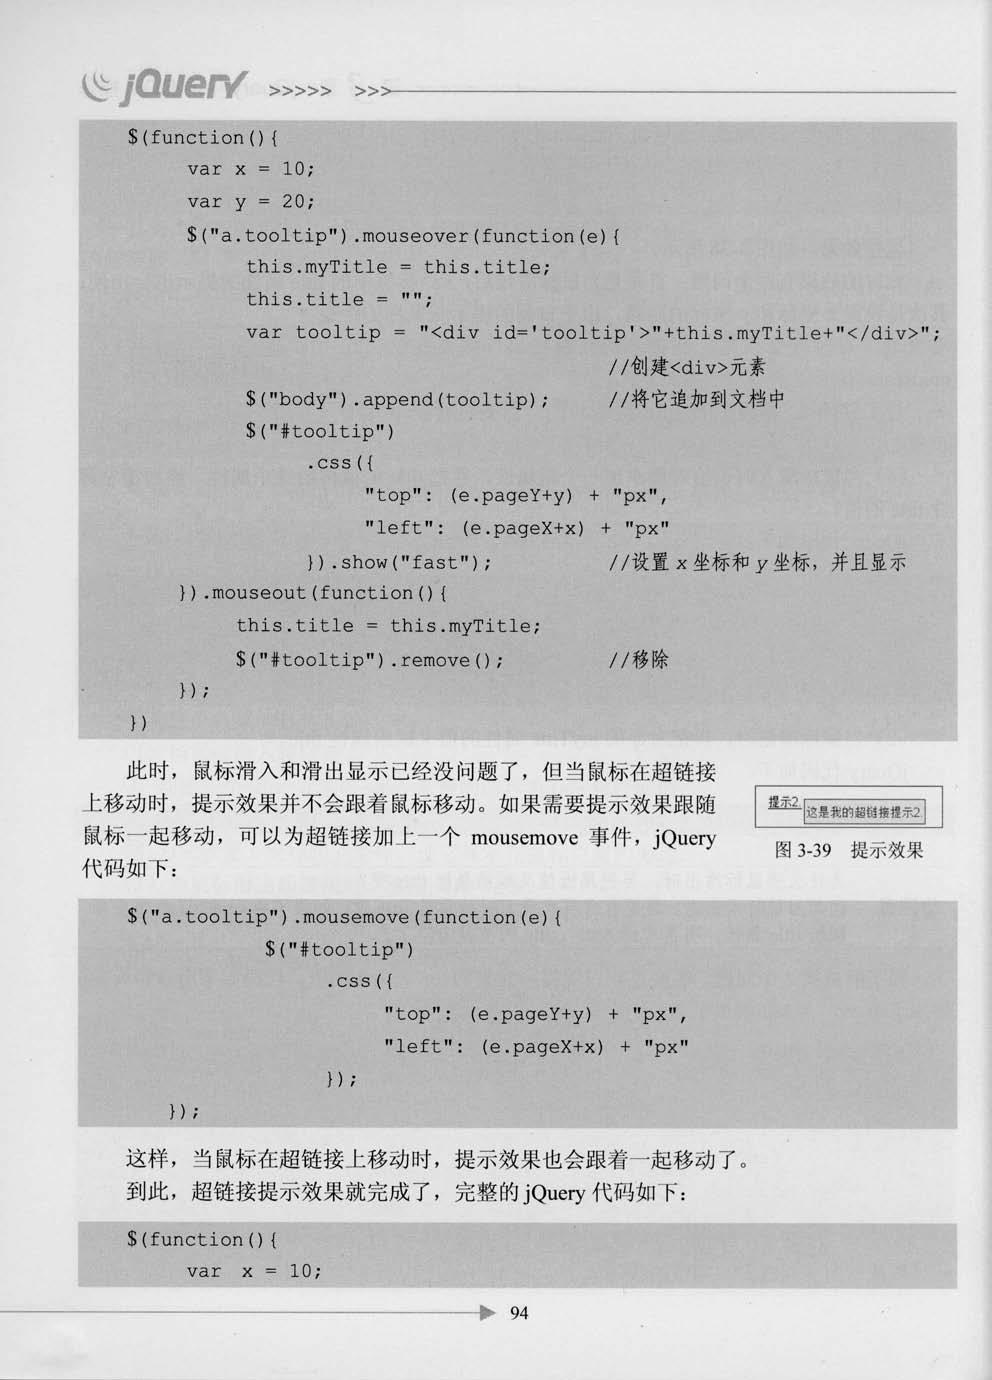 jQuery >>>>> >>>
$(function(){
var x = 10;
var y = 20;
$("a.tooltip").mouseover(function(e){
this.myTitle = this.title;
this.title = "";
var tooltip = "<div id='tooltip'>"+this.myTitle+"</div>";
//创建<div>元素
$("body").append(tooltip); //将它追加到文档中
$("#tooltip")
.css({
"top": (e.pageY+y) + "px",
"left": (e.pageX+x) + "px"
}).show("fast"); //设置 x 坐标和 y 坐标，并且显示
}).mouseout(function(){
this.title = this.myTitle;
$("#tooltip").remove(); //移除
});
})
此时，鼠标滑入和滑出显示已经没问题了，但当鼠标在超链接
上移动时，提示效果并不会跟着鼠标移动。如果需要提示效果跟随
鼠标一起移动，可以为超链接加上一个 mousemove 事件，jQuery
代码如下：
提示2.
这是我的超链接提示2.
图 3-39 提示效果
$("a.tooltip").mousemove(function(e){
$("#tooltip")
.css({
"top": (e.pageY+y) + "px",
"left": (e.pageX+x) + "px"
});
});
这样，当鼠标在超链接上移动时，提示效果也会跟着一起移动了。
到此，超链接提示效果就完成了，完整的 jQuery 代码如下：
$(function(){
var x = 10;
94